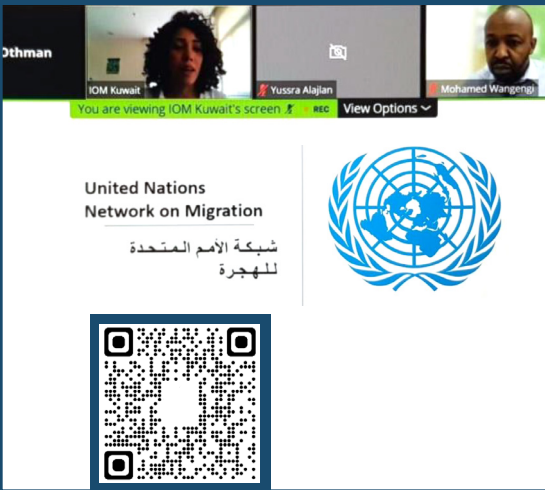 Othman
IOM Kuwait
Yussra Alajlan
Mohamed Wangengi
You are viewing IOM Kuwait's screen
REC
View Options
United Nations
Network on Migration
شبكة الأمم المتحدة
للهجرة